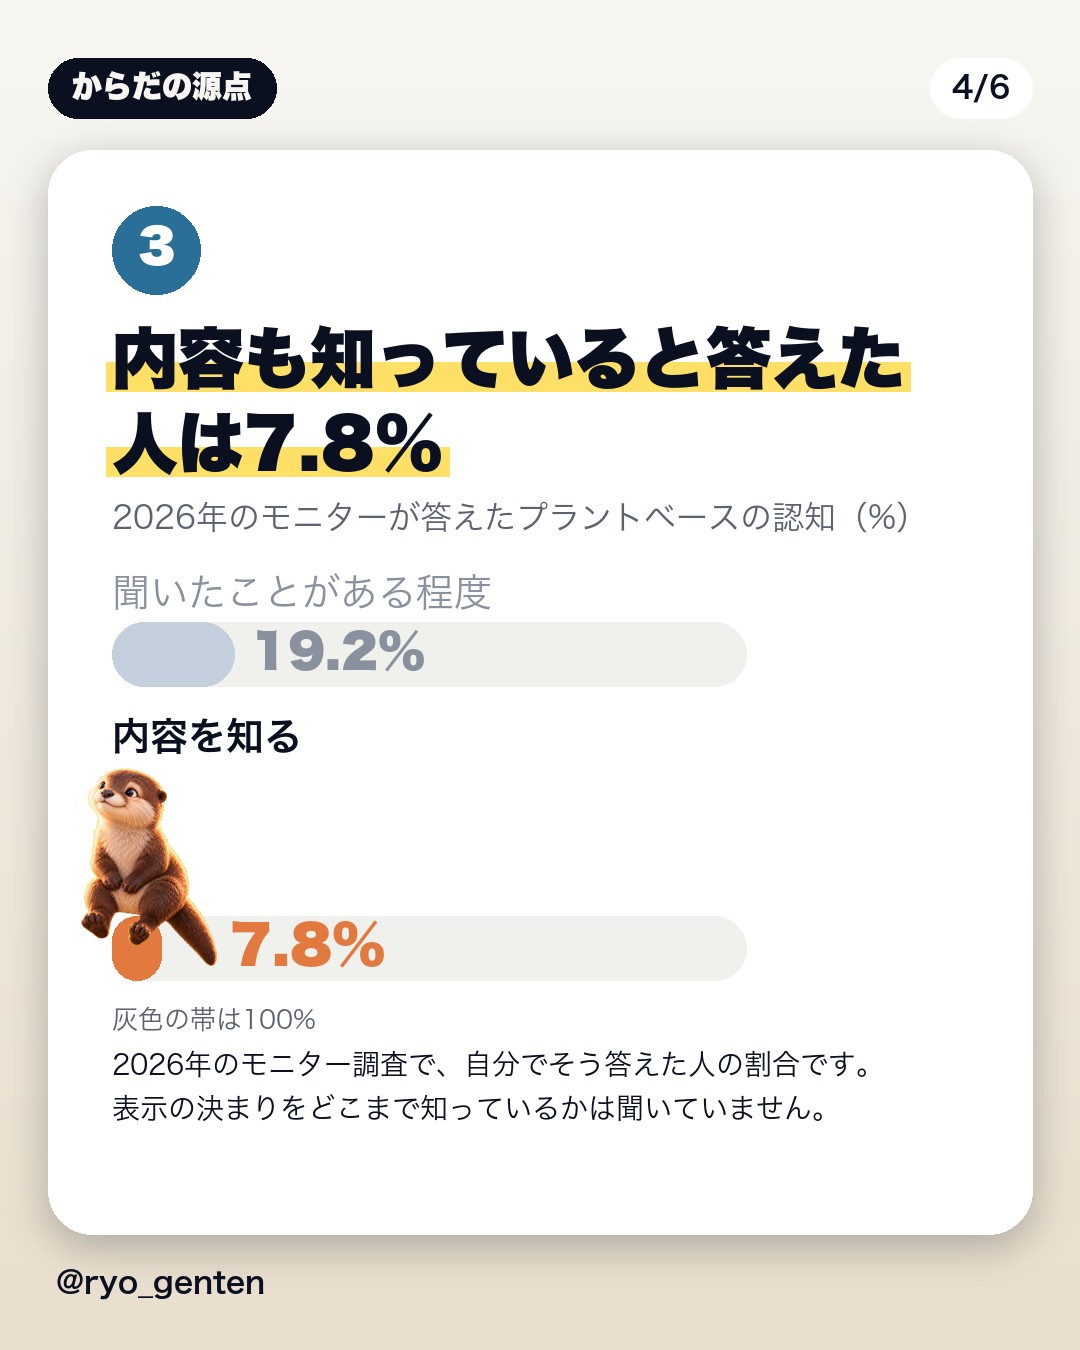 からだの源点
4/6
3
内容も知っていると答えた
人は7.8%
2026年のモニターが答えたプラントベースの認知（%）
聞いたことがある程度
19.2%
内容を知る
7.8%
灰色の帯は100%
2026年のモニター調査で、自分でそう答えた人の割合です。
表示の決まりをどこまで知っているかは聞いていません。
@ryo_genten